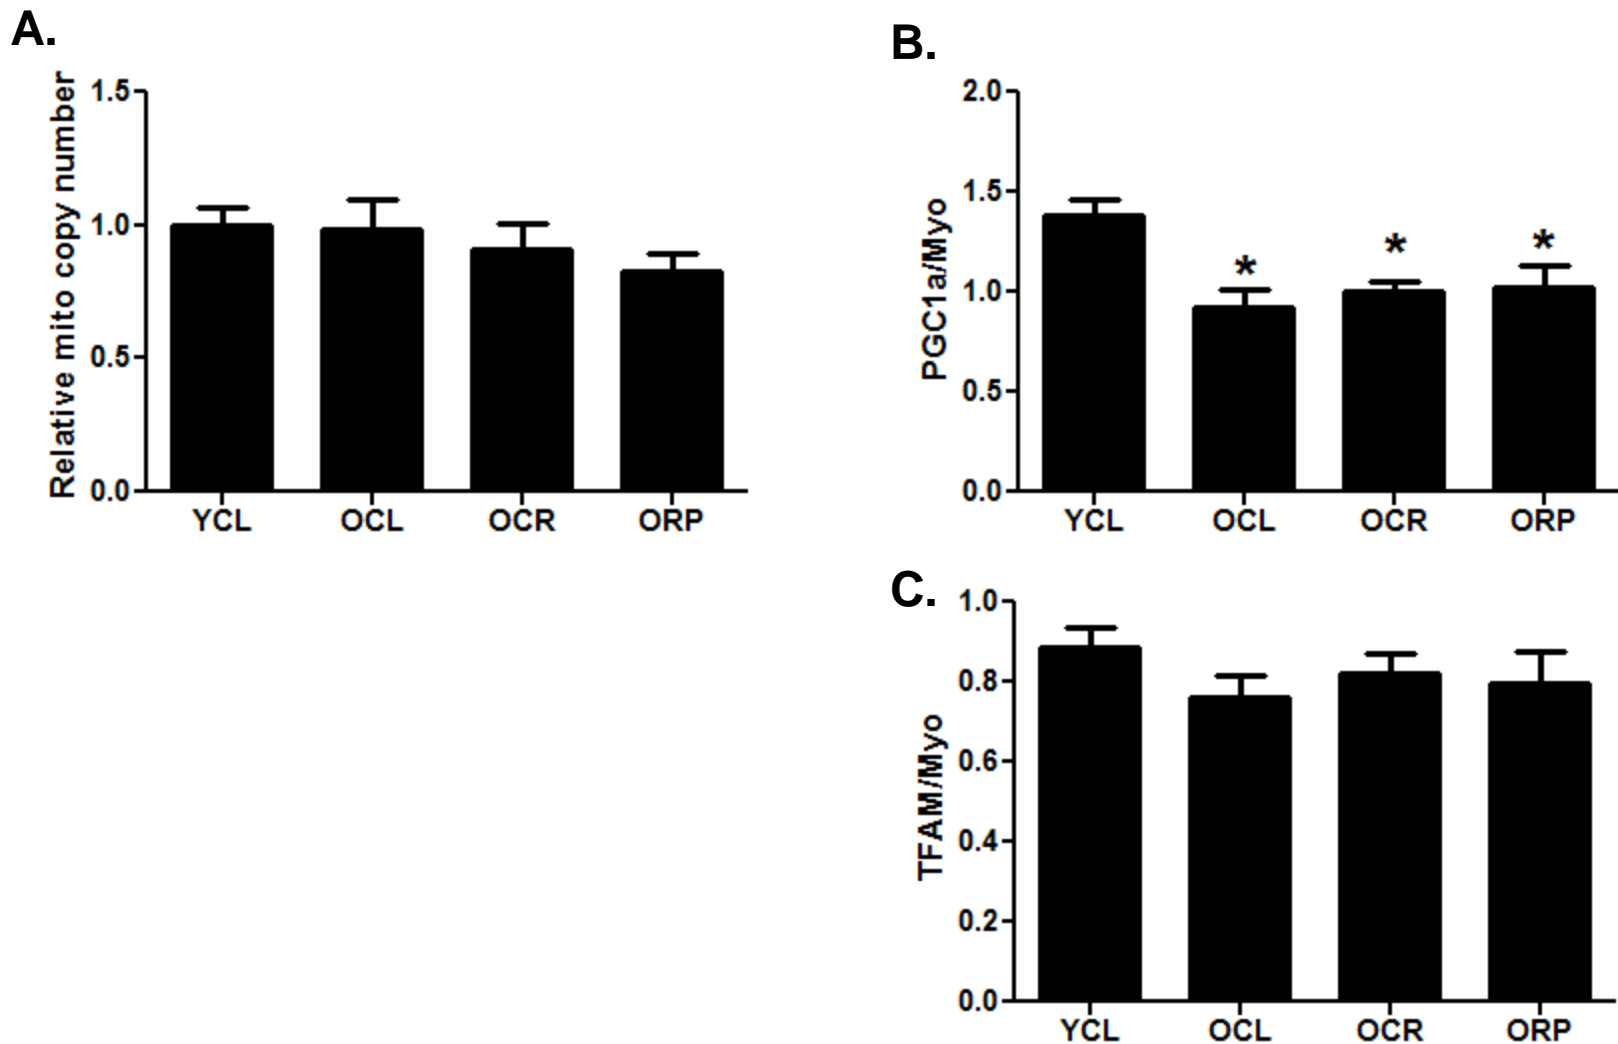 A.
Relative mito copy number
1.5
1.0
0.5
0.0
YCL OCL OCR ORP
B.
PGC1a/Myo
2.0
1.5
1.0
0.5
0.0
* * *
YCL OCL OCR ORP
C.
TFAM/Myo
1.0
0.8
0.6
0.4
0.2
0.0
YCL OCL OCR ORP